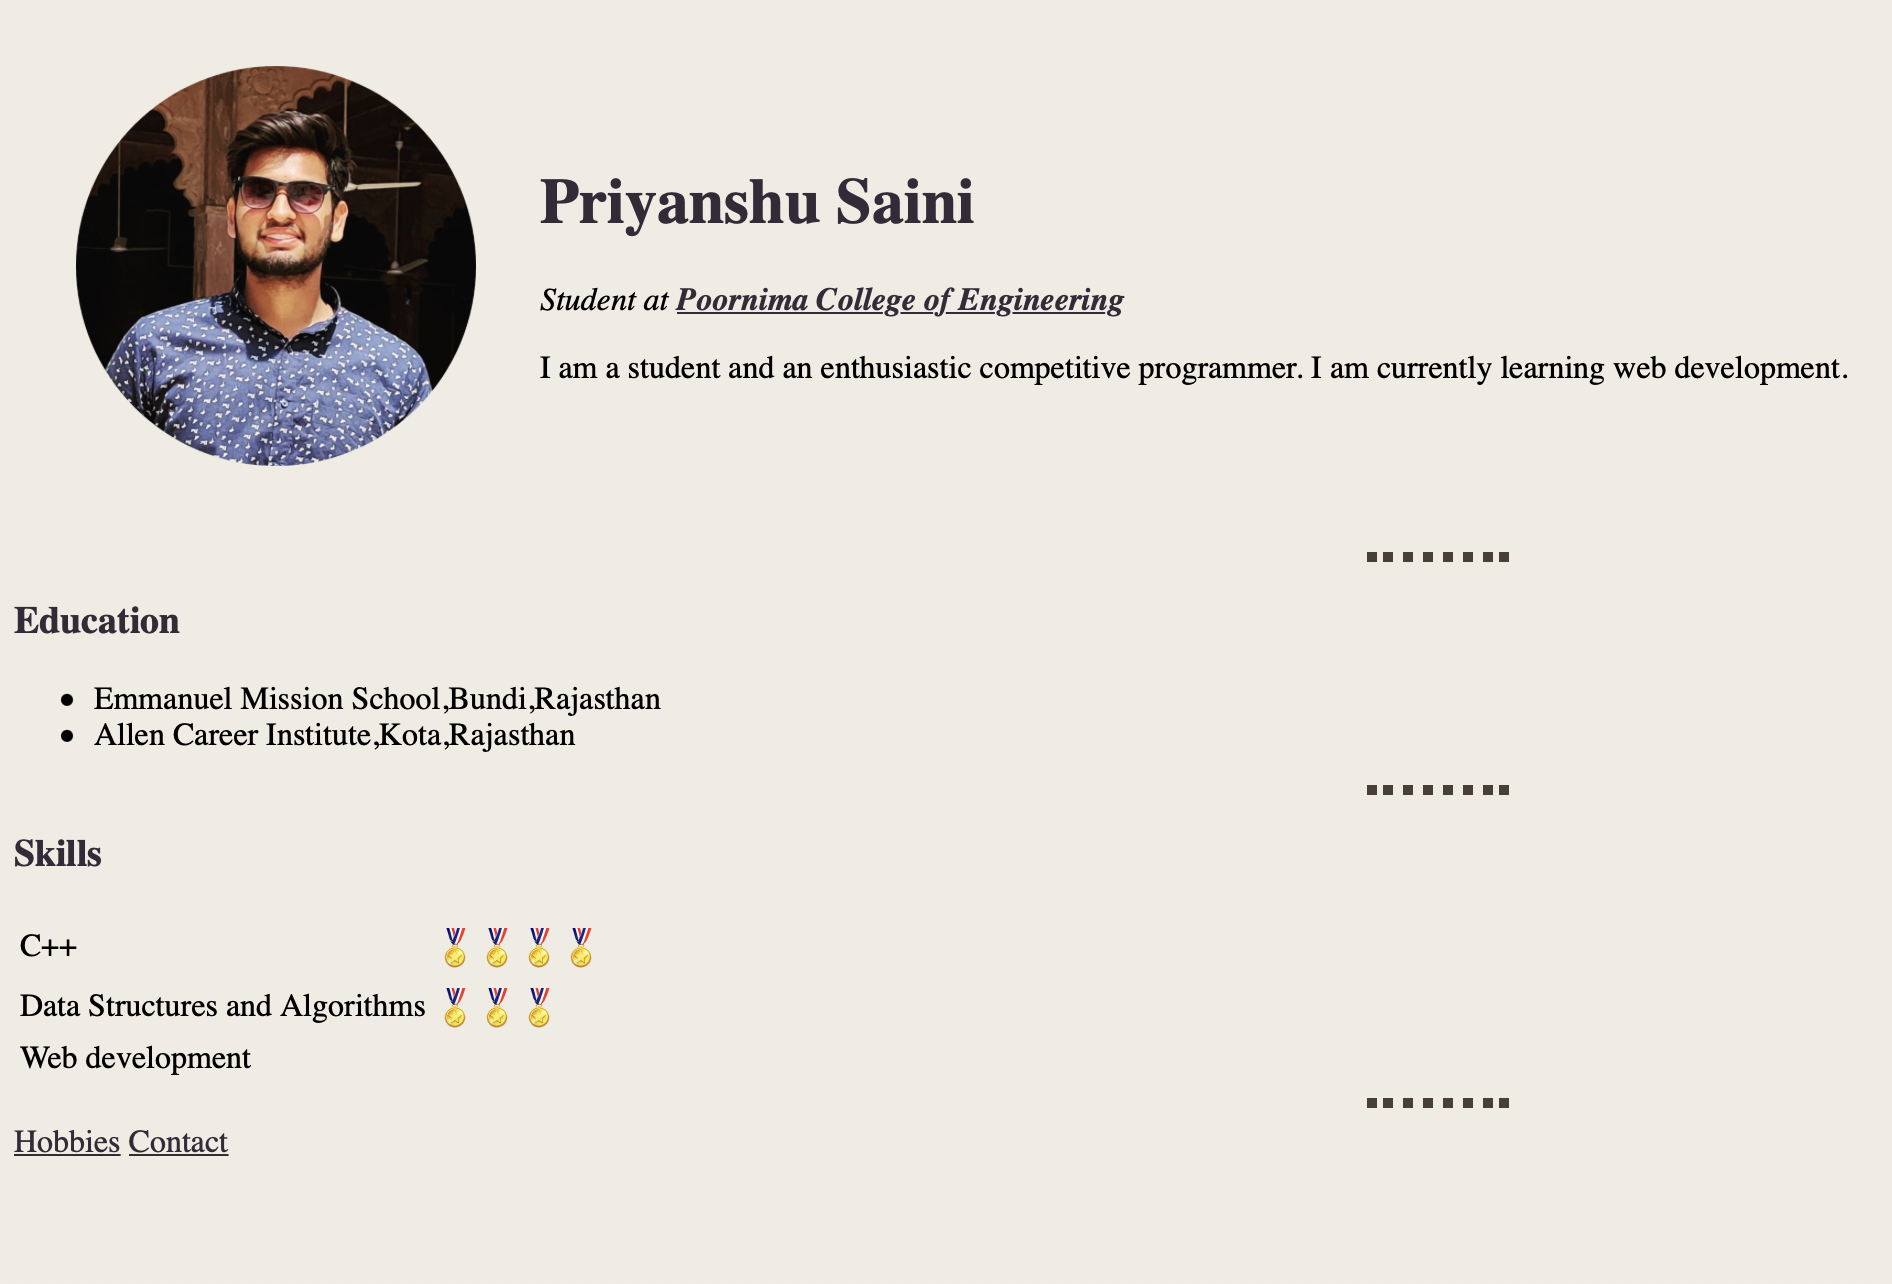 Priyanshu Saini
Student at Poornima College of Engineering
I am a student and an enthusiastic competitive programmer. I am currently learning web development.
Education
Emmanuel Mission School,Bundi,Rajasthan
Allen Career Institute,Kota,Rajasthan
Skills
C++
Data Structures and Algorithms
Web development
Hobbies Contact